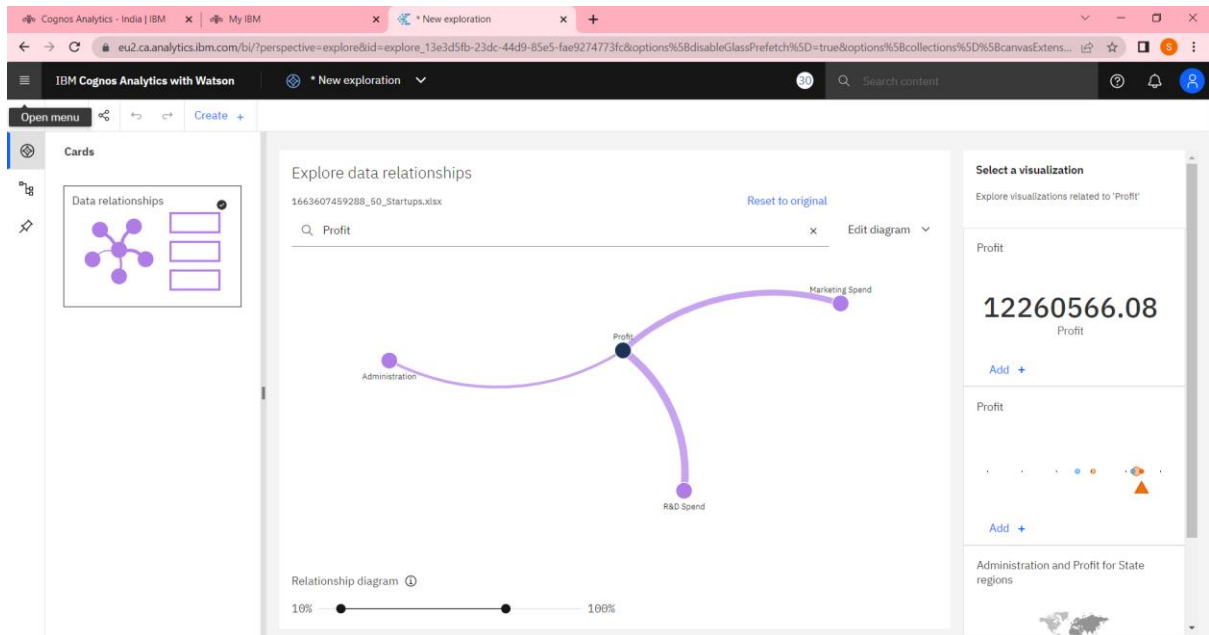 Cognos Analytics - India | IBM
My IBM
* New exploration
eu2.ca.analytics.ibm.com/bi/?perspective=explore&id=explore_13e3d5fb-23dc-44d9-85e5-fae9274773fc&options%5BdisableGlassPrefetch%5D=true&options%5Bcollections%5D%5BcanvasExtens...
S
IBM Cognos Analytics with Watson
* New exploration
30
Search content
Open menu
Create +
Cards
Data relationships
Explore data relationships
1663607459288_50_Startups.xlsx
Reset to original
Profit
Edit diagram
Marketing Spend
Profit
Administration
R&D Spend
Relationship diagram
10%
100%
Select a visualization
Explore visualizations related to 'Profit'
Profit
12260566.08
Profit
Add +
Profit
Add +
Administration and Profit for State
regions